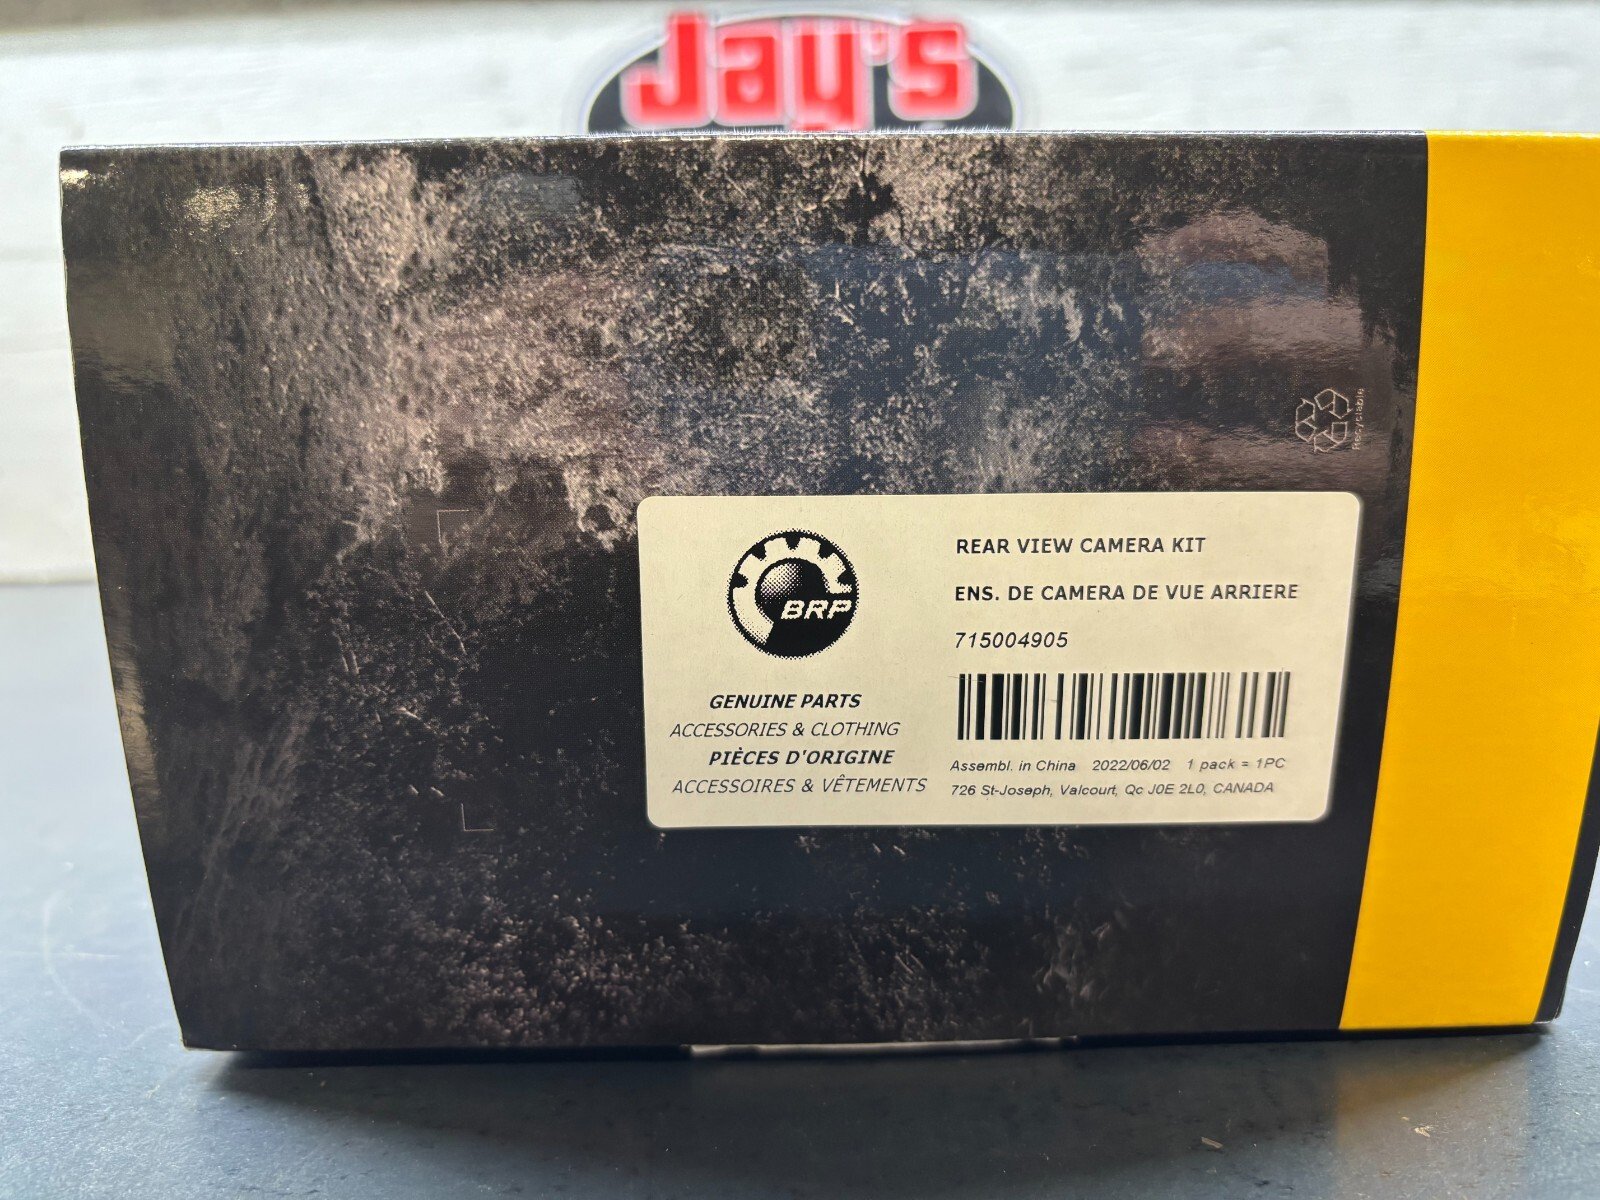 Jay's
Recyclable
BRP
GENUINE PARTS
ACCESSORIES & CLOTHING
PIÈCES D'ORIGINE
ACCESSOIRES & VÊTEMENTS
REAR VIEW CAMERA KIT
ENS. DE CAMERA DE VUE ARRIERE
715004905
Assembl. in China 2022/06/02 1 pack = 1PC
726 St-Joseph, Valcourt, Qc J0E 2L0, CANADA